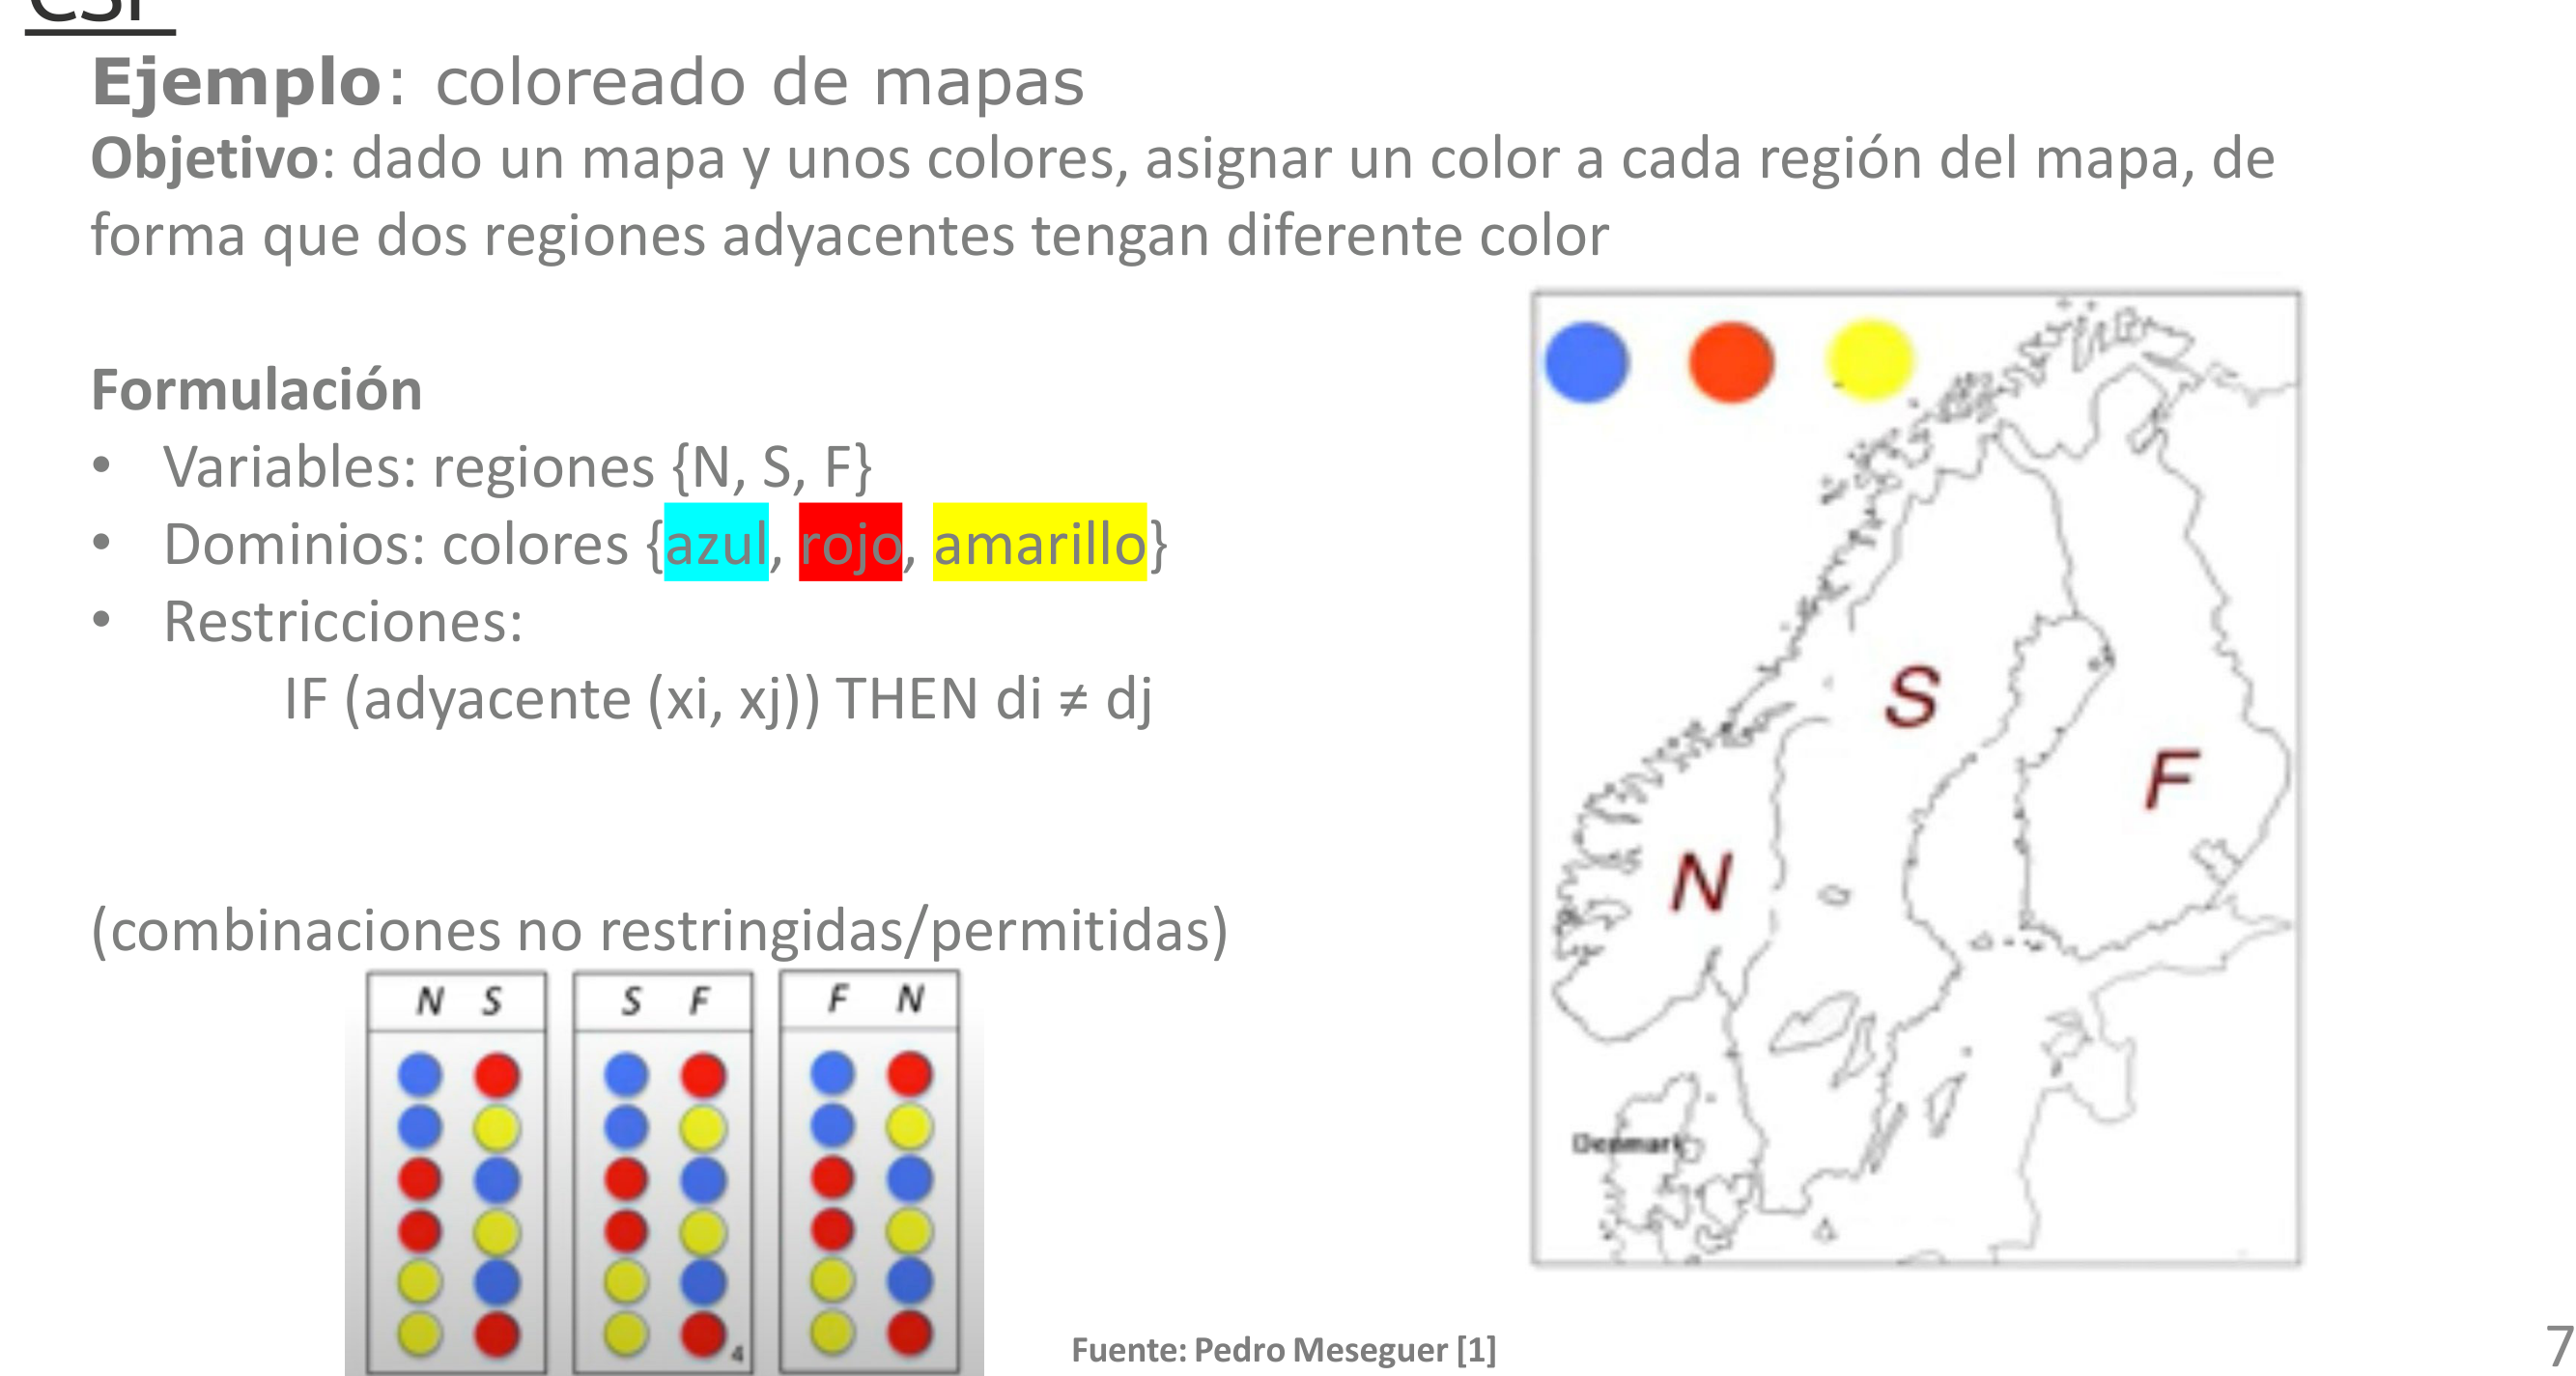 CSP
Ejemplo: coloreado de mapas
Objetivo: dado un mapa y unos colores, asignar un color a cada región del mapa, de
forma que dos regiones adyacentes tengan diferente color
Formulación
• Variables: regiones {N, S, F}
• Dominios: colores {azul, rojo, amarillo}
• Restricciones:
IF (adyacente (xi, xj)) THEN di ≠ dj
(combinaciones no restringidas/permitidas)
N S
S F
F N
4
S
F
N
Denmark
Fuente: Pedro Meseguer [1]
7